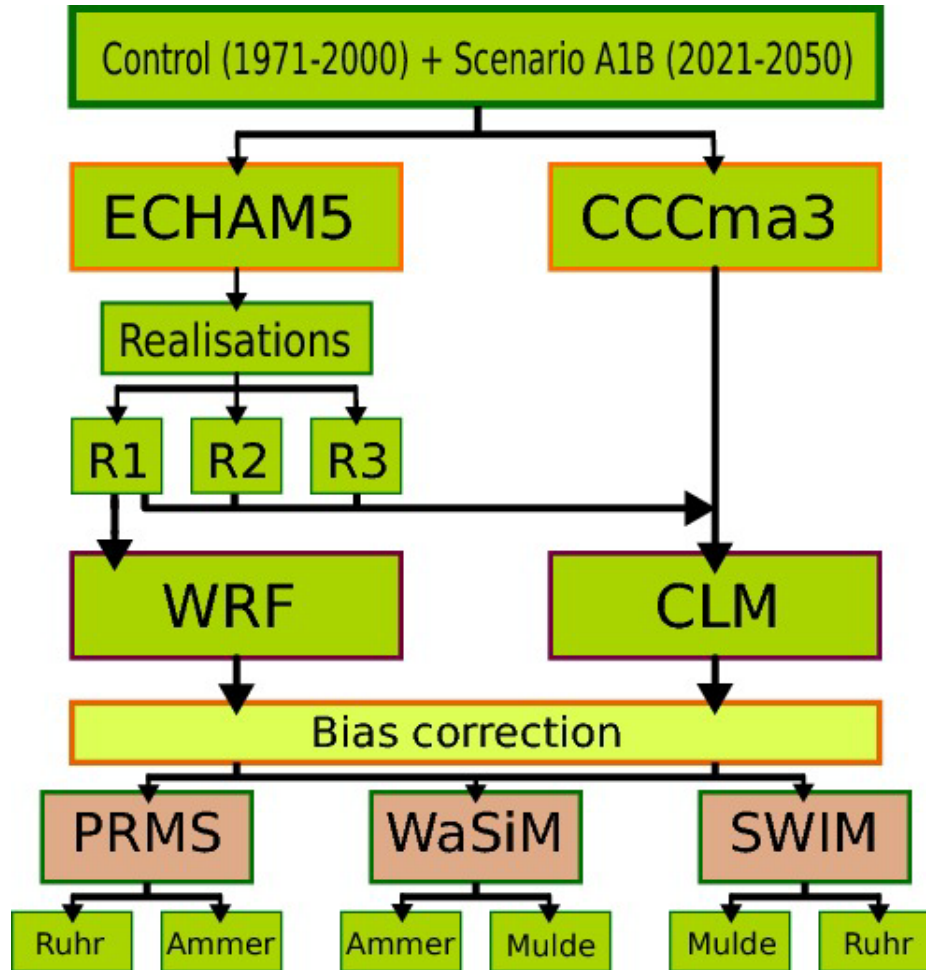 Control (1971-2000) + Scenario A1B (2021-2050)
ECHAM5
CCCma3
Realisations
R1
R2
R3
WRF
CLM
Bias correction
PRMS
WaSiM
SWIM
Ruhr
Ammer
Ammer
Mulde
Mulde
Ruhr